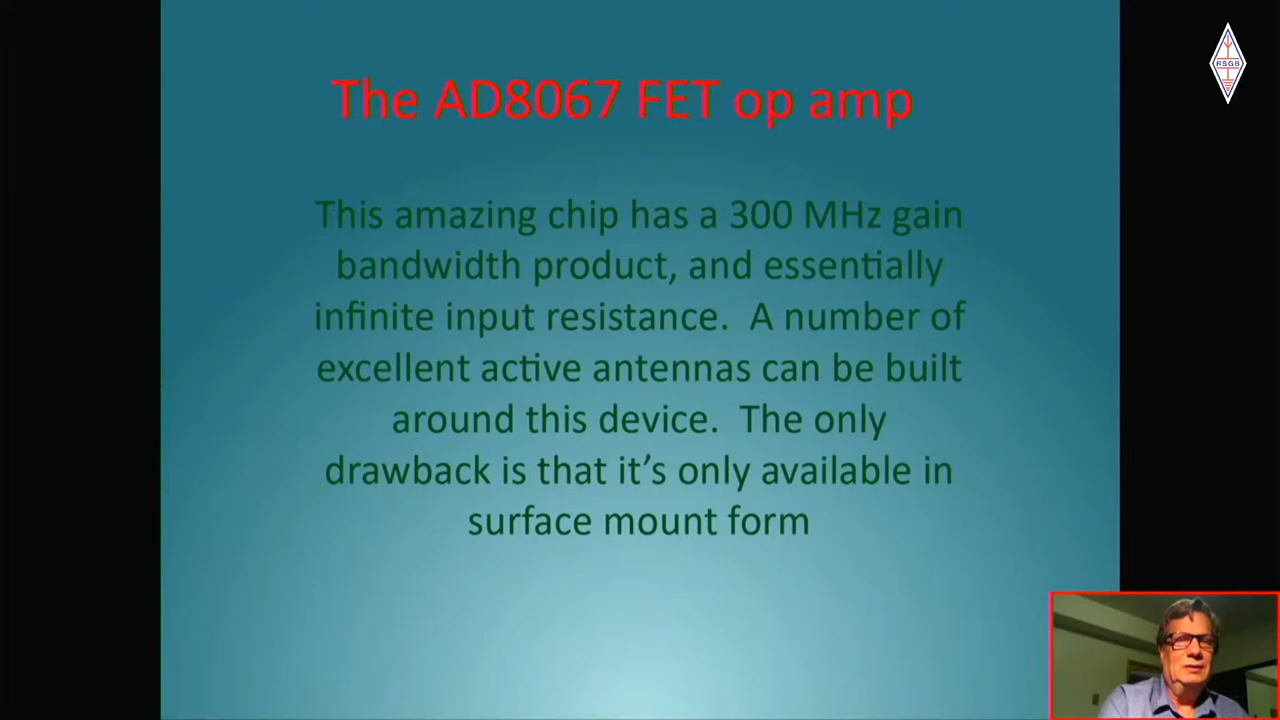 The AD8067 FET op amp
RSGB
This amazing chip has a 300 MHz gain
bandwidth product, and essentially
infinite input resistance.  A number of
excellent active antennas can be built
around this device.  The only
drawback is that it’s only available in
surface mount form